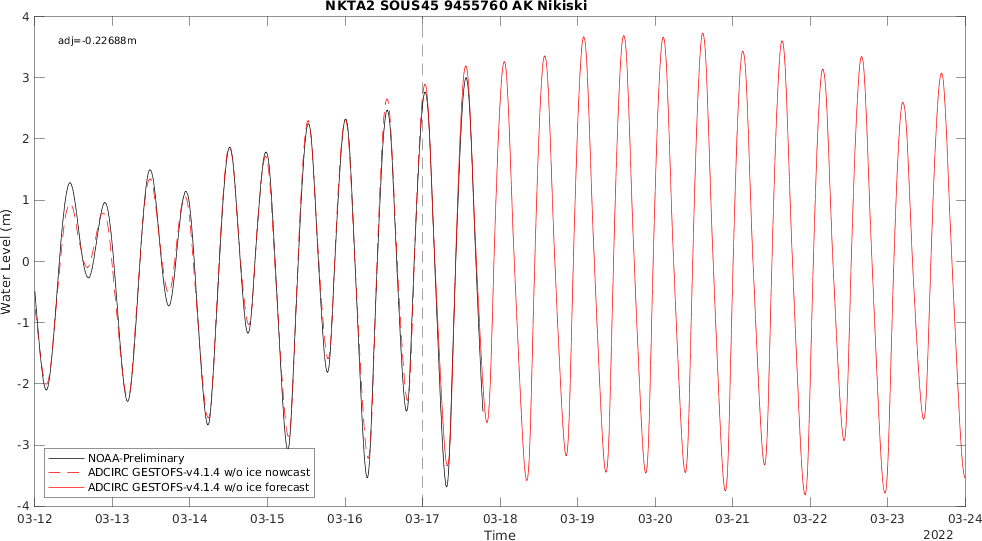 NKTA2 SOUS45 9455760 AK Nikiski
adj=-0.22688m
4
3
2
1
0
-1
-2
-3
-4
Water Level (m)
NOAA-Preliminary
ADCIRC GESTOFS-v4.1.4 w/o ice nowcast
ADCIRC GESTOFS-v4.1.4 w/o ice forecast
03-12 03-13 03-14 03-15 03-16 03-17 03-18 03-19 03-20 03-21 03-22 03-23 03-24
Time
2022